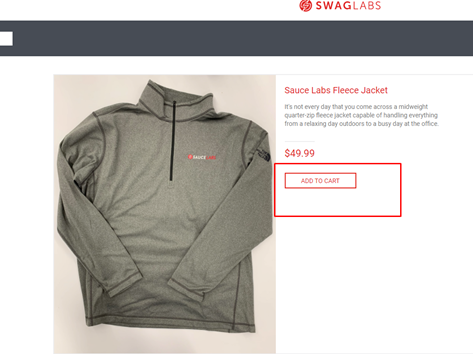 SWAGLABS
Sauce Labs Fleece Jacket
It's not every day that you come across a midweight
quarter-zip fleece jacket capable of handling everything
from a relaxing day outdoors to a busy day at the office.
$49.99
SAUCELABS
ADD TO CART